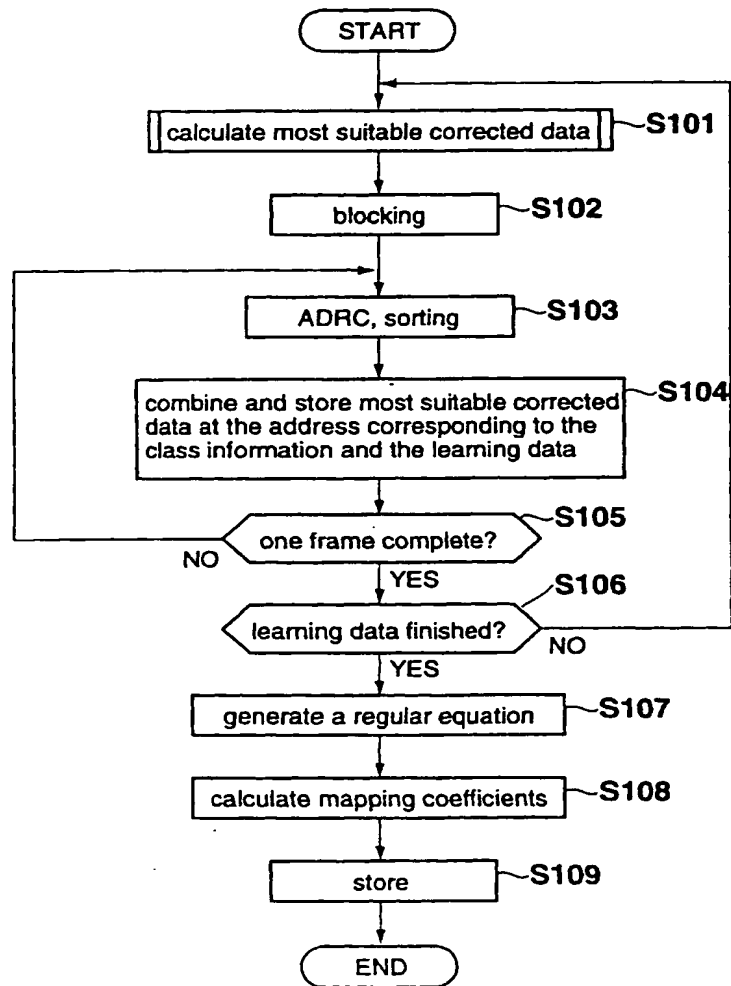 START
calculate most suitable corrected data
S101
blocking
S102
ADRC, sorting
S103
combine and store most suitable corrected
data at the address corresponding to the
class information and the learning data
S104
one frame complete?
S105
NO
YES
learning data finished?
S106
NO
YES
generate a regular equation
S107
calculate mapping coefficients
S108
store
S109
END